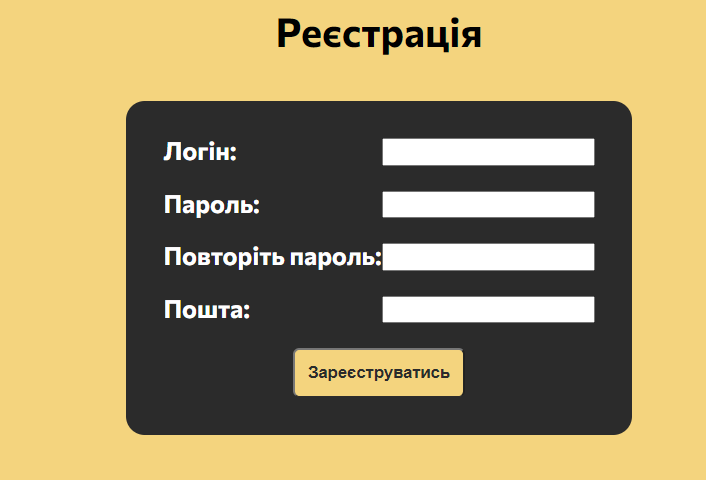 Реєстрація
Логін:
Пароль:
Повторіть пароль:
Пошта:
Зареєструватись